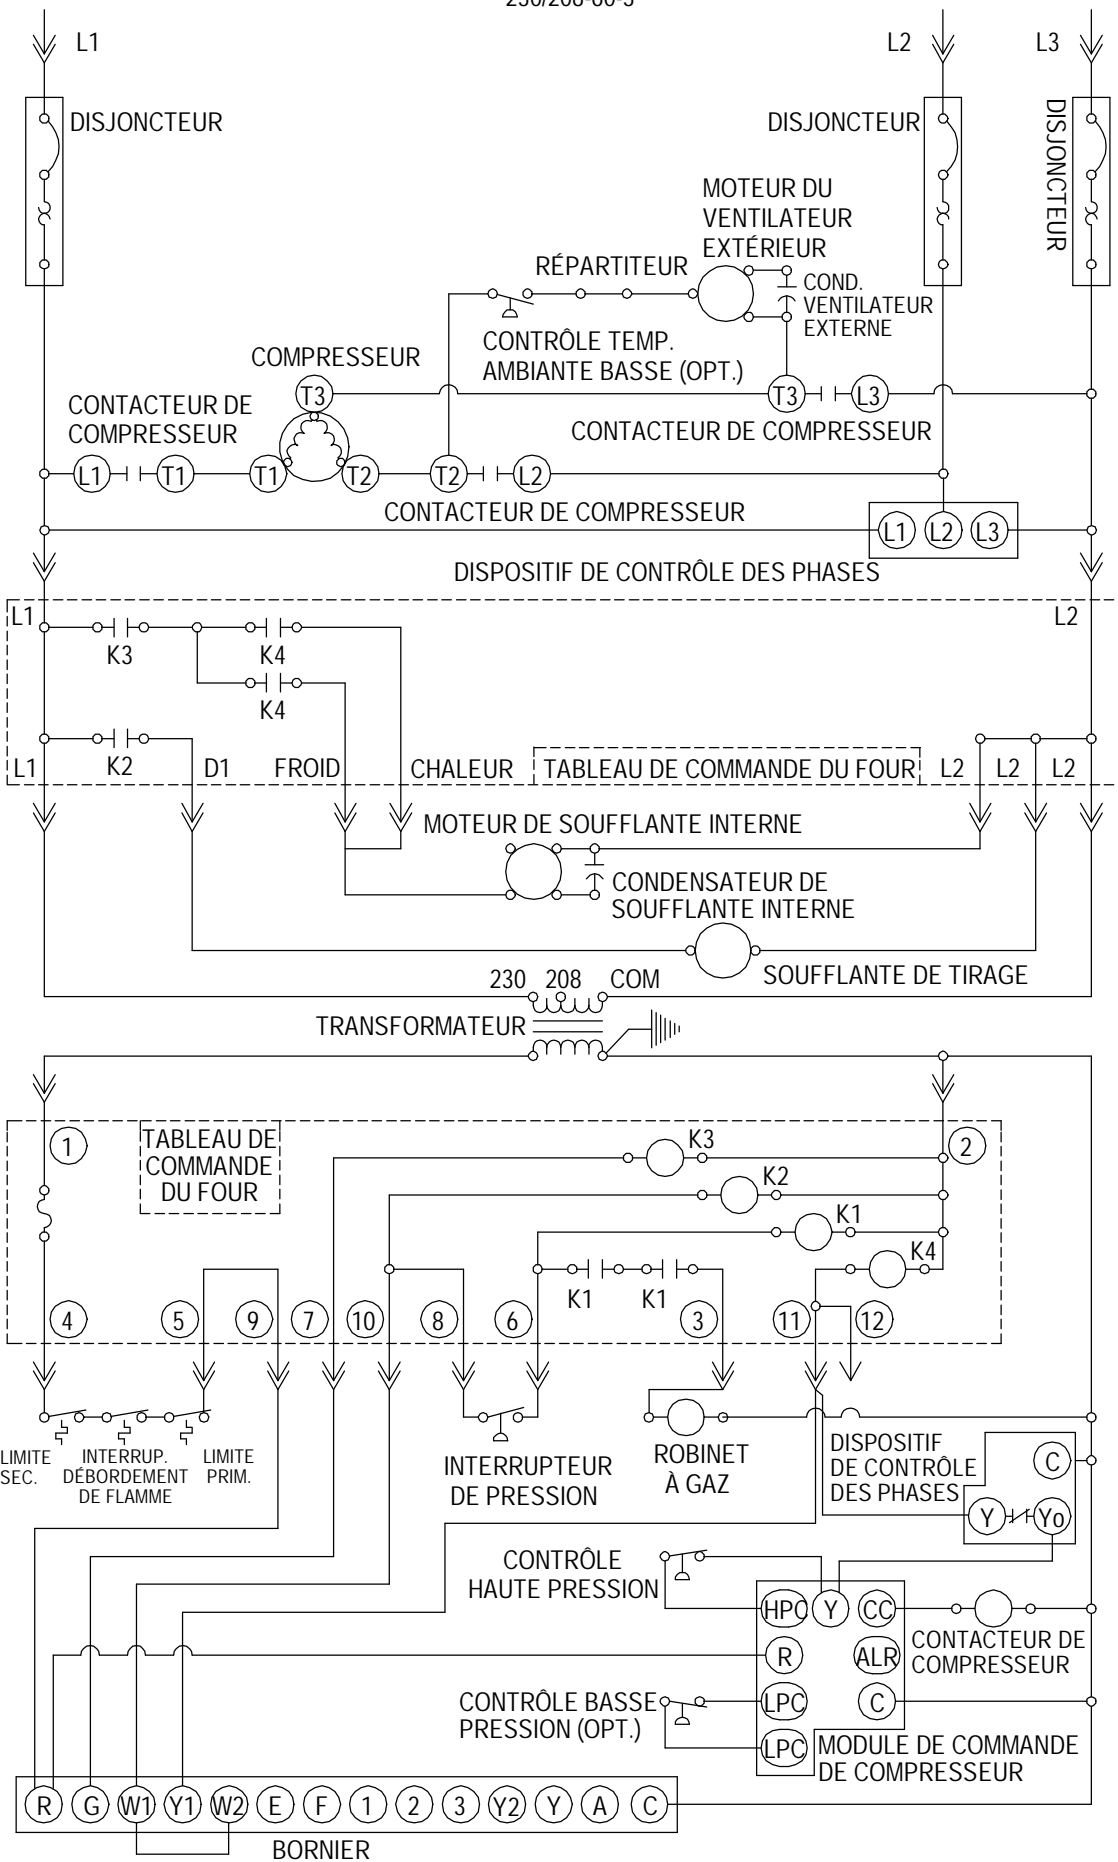 L1
L2
L3
DISJONCTEUR
DISJONCTEUR
DISJONCTEUR
MOTEUR DU
VENTILATEUR
EXTÉRIEUR
RÉPARTITEUR
COND.
VENTILATEUR
EXTERNE
CONTRÔLE TEMP.
AMBIANTE BASSE (OPT.)
COMPRESSEUR
T3
T3
L3
CONTACTEUR DE
COMPRESSEUR
CONTACTEUR DE COMPRESSEUR
L1
T1
T1
T2
T2
L2
CONTACTEUR DE COMPRESSEUR
L1
L2
L3
DISPOSITIF DE CONTRÔLE DES PHASES
L1
L2
K3
K4
K4
K2
L1
D1
FROID
CHALEUR
TABLEAU DE COMMANDE DU FOUR
L2
L2
L2
MOTEUR DE SOUFFLANTE INTERNE
CONDENSATEUR DE
SOUFFLANTE INTERNE
SOUFFLANTE DE TIRAGE
230
208
COM
TRANSFORMATEUR
1
TABLEAU DE
COMMANDE
DU FOUR
K3
2
K2
K1
K4
K1
K1
4
5
9
7
10
8
6
3
11
12
LIMITE
SEC.
INTERRUP.
DÉBORDEMENT
DE FLAMME
LIMITE
PRIM.
INTERRUPTEUR
DE PRESSION
ROBINET
À GAZ
DISPOSITIF
DE CONTRÔLE
DES PHASES
C
Y
Yo
CONTRÔLE
HAUTE PRESSION
HPC
Y
CC
CONTACTEUR DE
COMPRESSEUR
R
ALR
CONTRÔLE BASSE
PRESSION (OPT.)
LPC
C
LPC
MODULE DE COMMANDE
DE COMPRESSEUR
R
G
W1
Y1
W2
E
F
1
2
3
Y2
Y
A
C
BORNIER